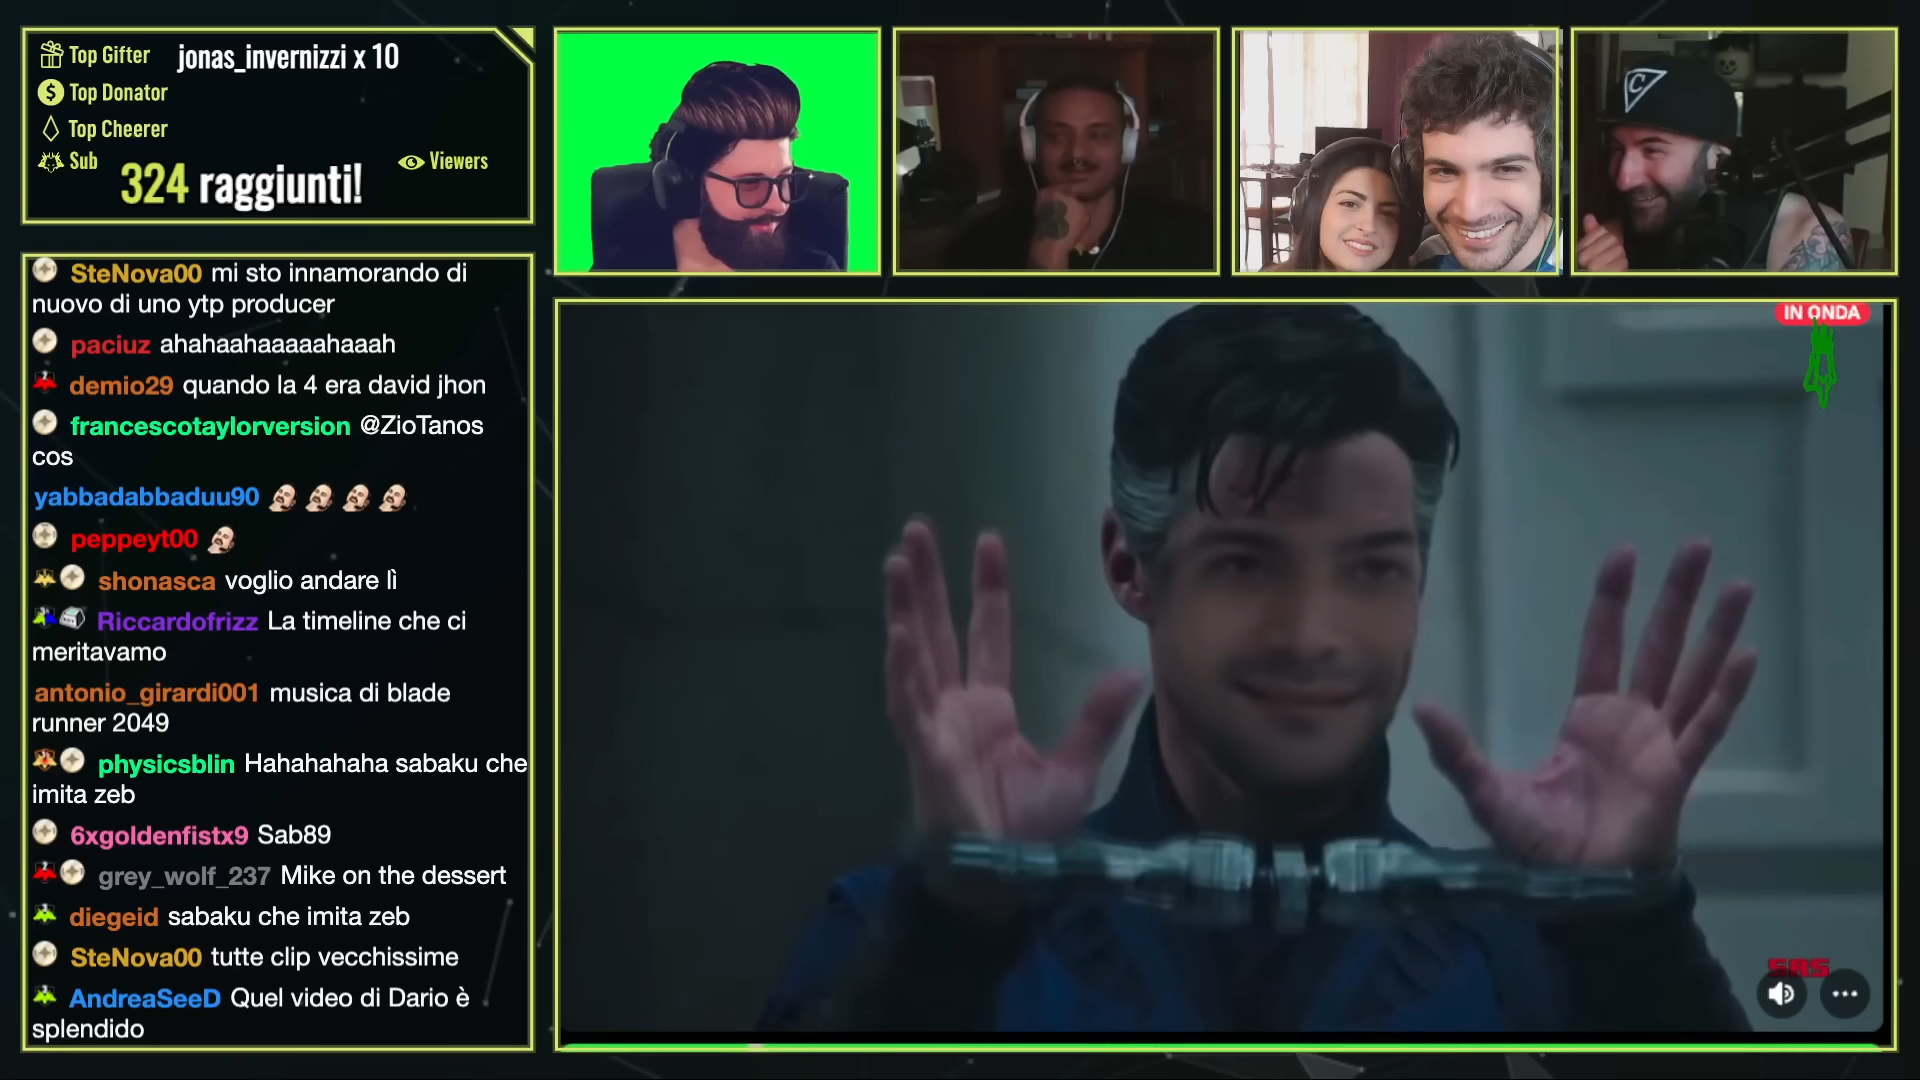 Top Gifter jonas_invernizzi x 10
Top Donator
Top Cheerer
Sub 324 raggiunti! Viewers
SteNova00 mi sto innamorando di
nuovo di uno ytp producer
paciuz ahahaahaaaaahaaah
demio29 quando la 4 era david jhon
francescotaylorversion @ZioTanos
cos
yabbadabbaduu90
peppeyt00
shonasca voglio andare lì
Riccardofrizz La timeline che ci
meritavamo
antonio_girardi001 musica di blade
runner 2049
physicsblin Hahahahaha sabaku che
imita zeb
6xgoldenfistx9 Sab89
grey_wolf_237 Mike on the dessert
diegeid sabaku che imita zeb
SteNova00 tutte clip vecchissime
AndreaSeeD Quel video di Dario è
splendido
C
IN ONDA
SBS